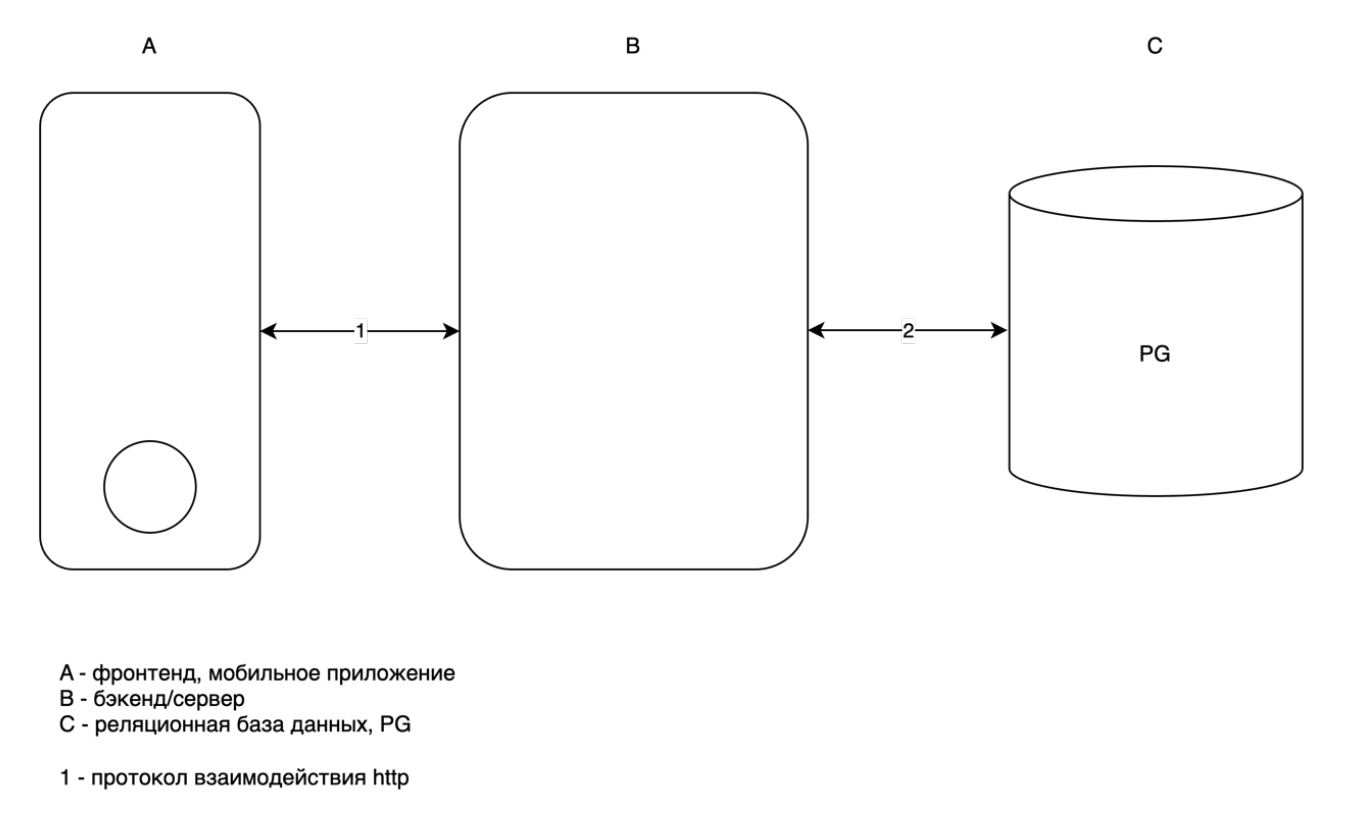 A
B
C
1
2
PG
A - фронтенд, мобильное приложение
B - бэкенд/сервер
C - реляционная база данных, PG
1 - протокол взаимодействия http